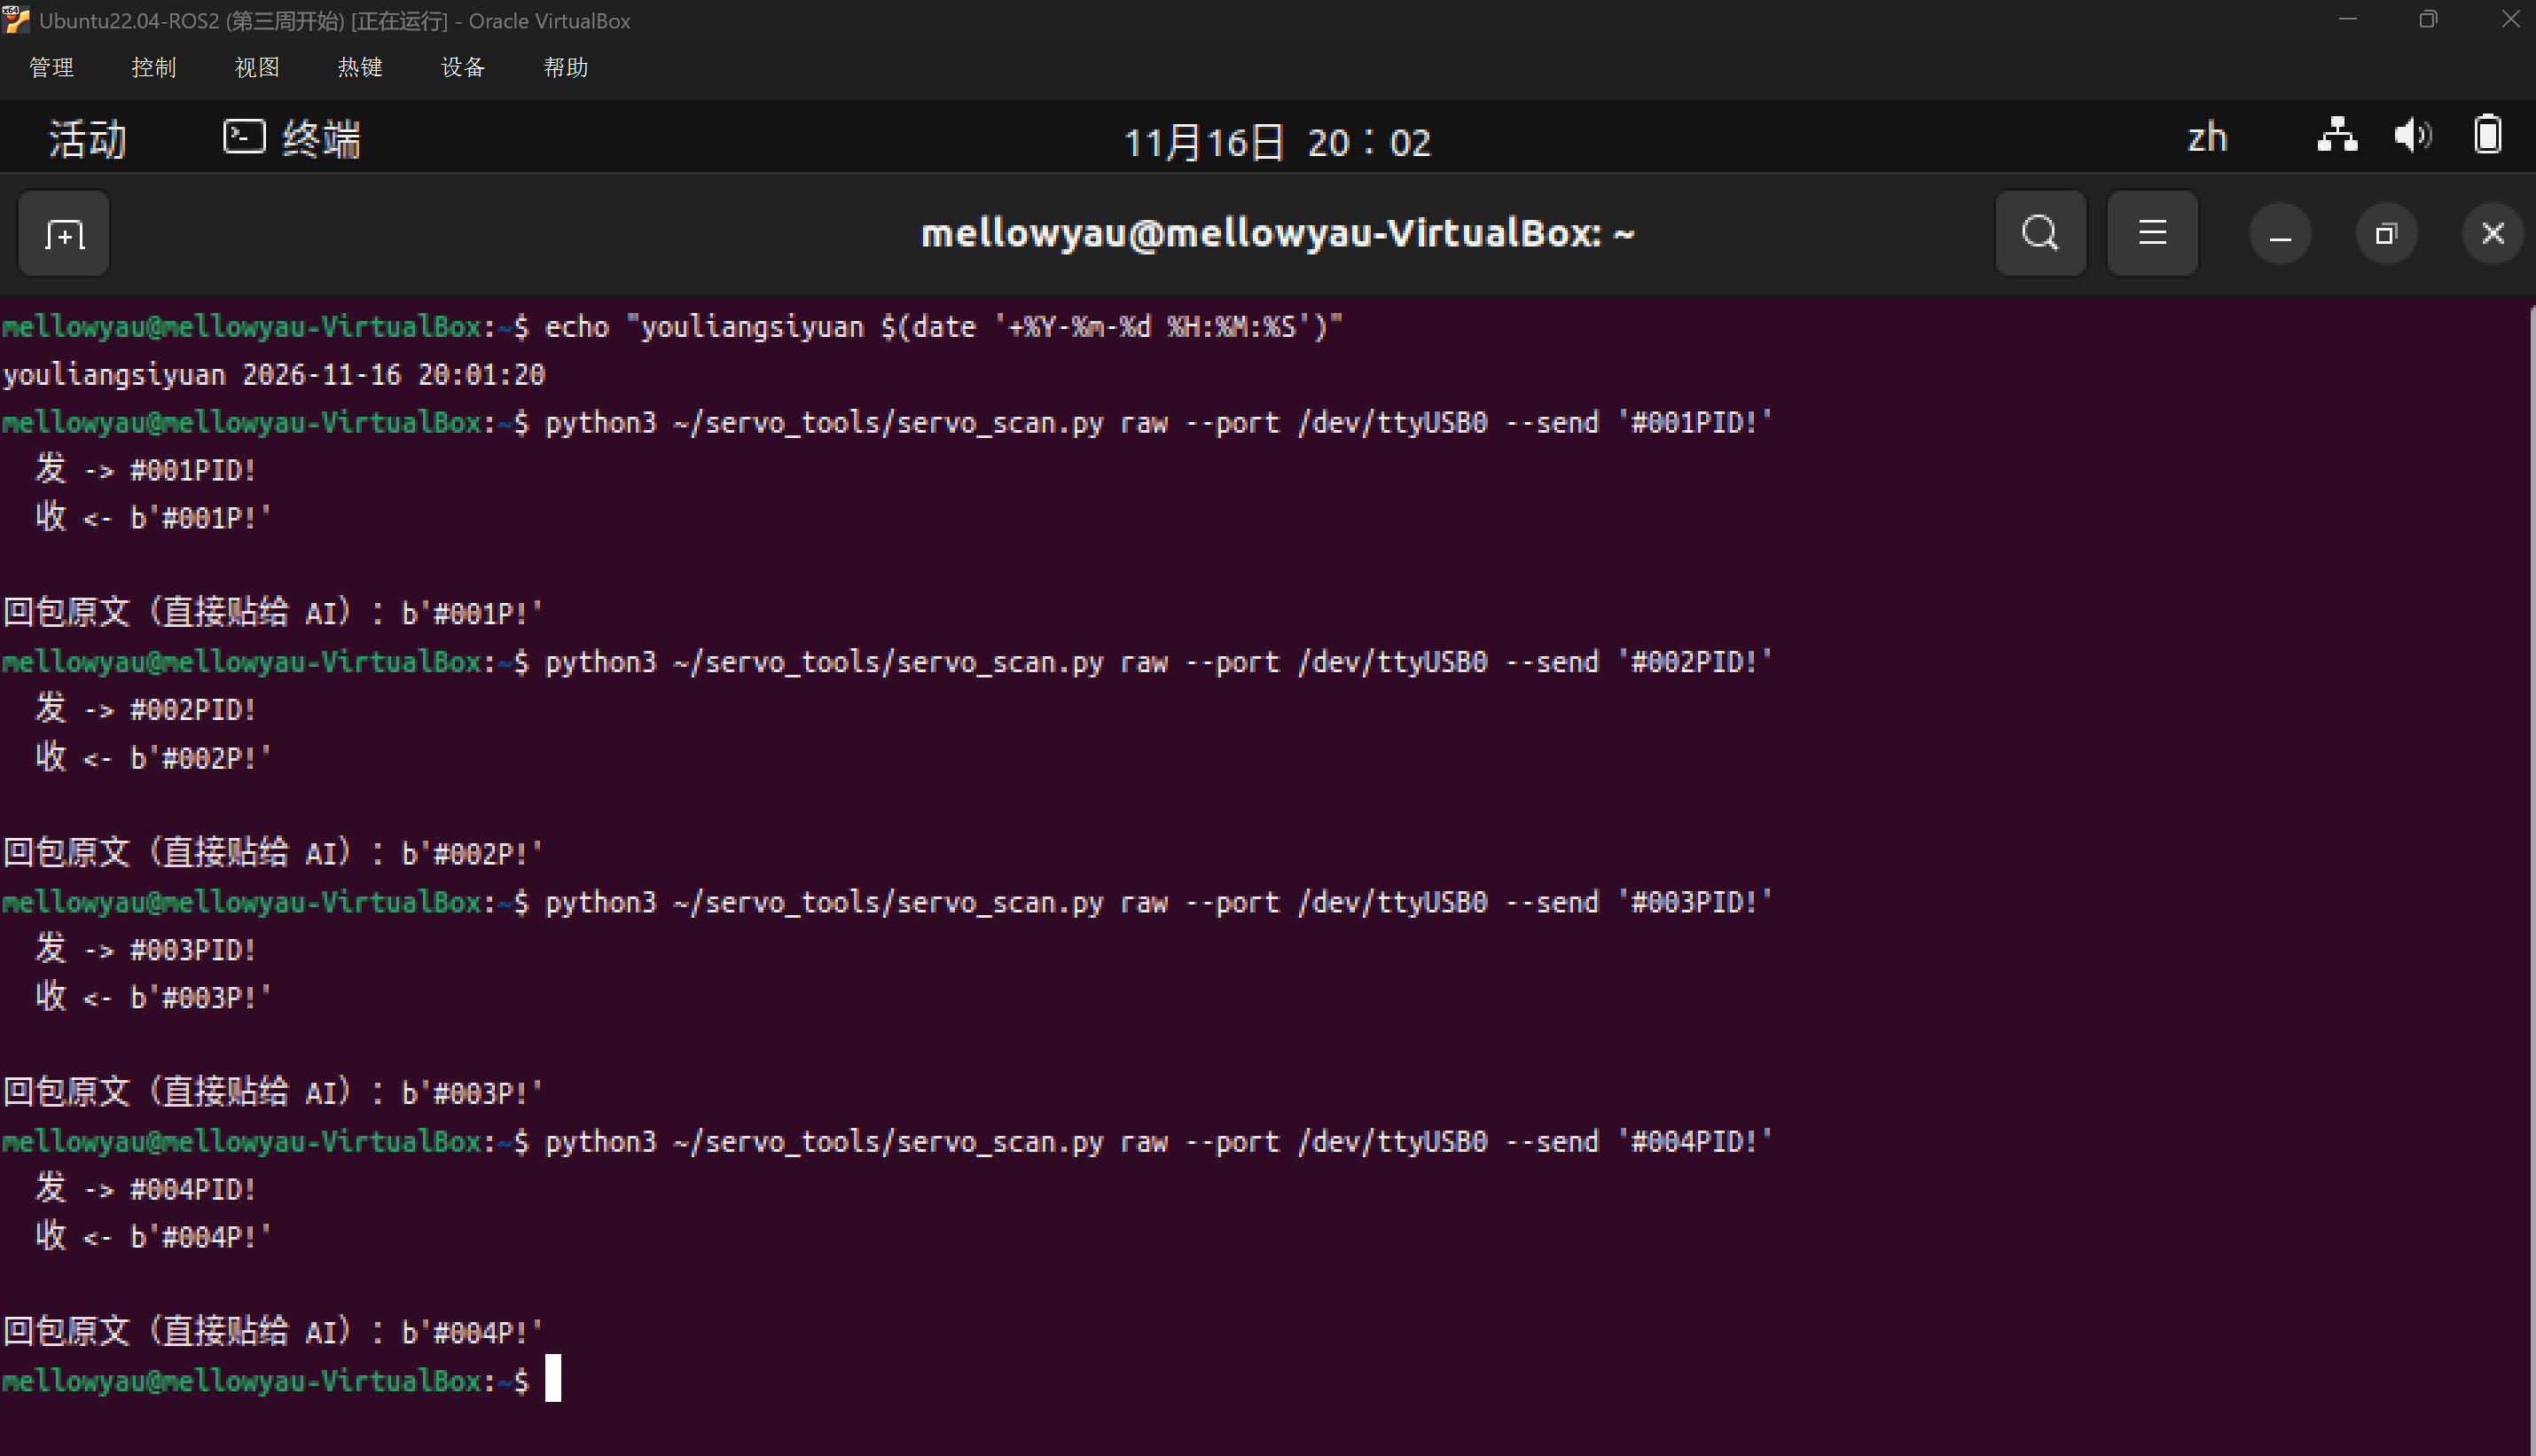 Ubuntu22.04-ROS2 (第三周开始) [正在运行] - Oracle VirtualBox
管理 控制 视图 热键 设备 帮助
活动 终端 11月16日 20：02 zh
mellowyau@mellowyau-VirtualBox: ~
mellowyau@mellowyau-VirtualBox:~$ echo "youliangsiyuan $(date '+%Y-%m-%d %H:%M:%S')"
youliangsiyuan 2026-11-16 20:01:20
mellowyau@mellowyau-VirtualBox:~$ python3 ~/servo_tools/servo_scan.py raw --port /dev/ttyUSB0 --send '#001PID!'
发 -> #001PID!
收 <- b'#001P!'
回包原文（直接贴给 AI）：b'#001P!'
mellowyau@mellowyau-VirtualBox:~$ python3 ~/servo_tools/servo_scan.py raw --port /dev/ttyUSB0 --send '#002PID!'
发 -> #002PID!
收 <- b'#002P!'
回包原文（直接贴给 AI）：b'#002P!'
mellowyau@mellowyau-VirtualBox:~$ python3 ~/servo_tools/servo_scan.py raw --port /dev/ttyUSB0 --send '#003PID!'
发 -> #003PID!
收 <- b'#003P!'
回包原文（直接贴给 AI）：b'#003P!'
mellowyau@mellowyau-VirtualBox:~$ python3 ~/servo_tools/servo_scan.py raw --port /dev/ttyUSB0 --send '#004PID!'
发 -> #004PID!
收 <- b'#004P!'
回包原文（直接贴给 AI）：b'#004P!'
mellowyau@mellowyau-VirtualBox:~$